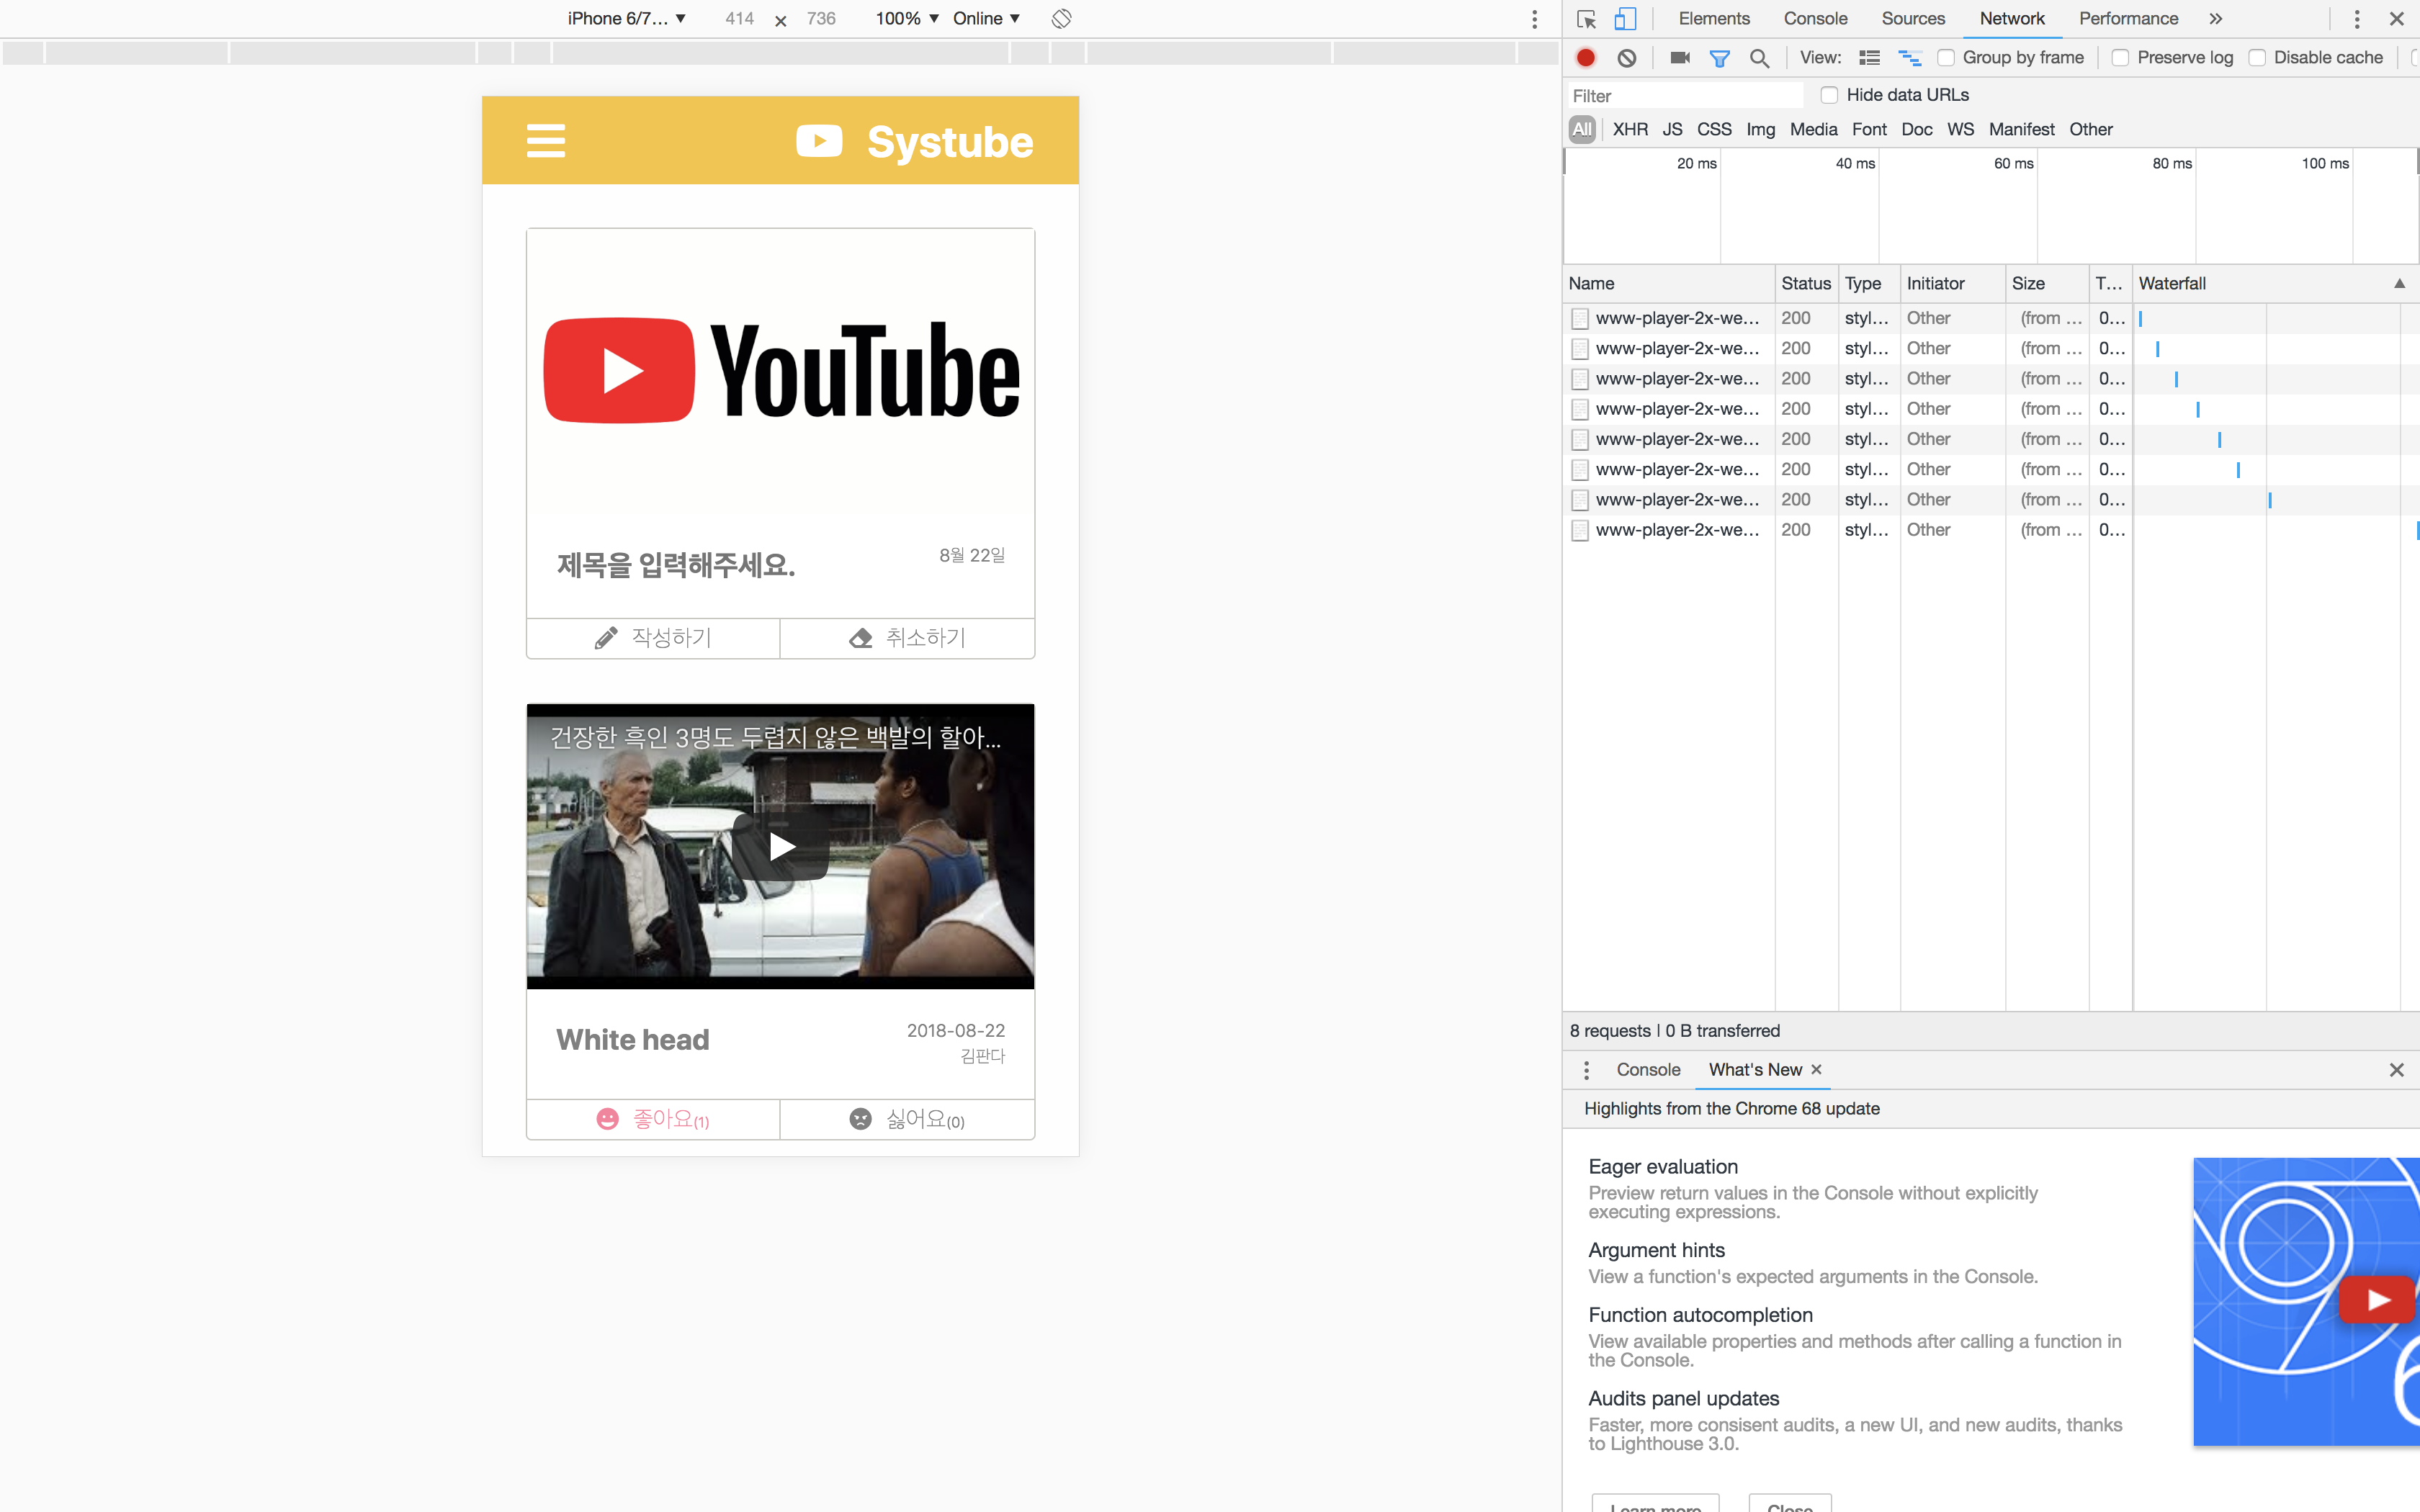 iPhone 6/7… ▼ 414 × 736 100% ▼ Online ▼
Systube
YouTube
제목을 입력해주세요.
8월 22일
작성하기
취소하기
건장한 흑인 3명도 두렵지 않은 백발의 할아...
White head
2018-08-22
김판다
좋아요(1)
싫어요(0)
Elements Console Sources Network Performance »
View: Group by frame Preserve log Disable cache
Filter Hide data URLs
All XHR JS CSS Img Media Font Doc WS Manifest Other
20 ms 40 ms 60 ms 80 ms 100 ms
Name Status Type Initiator Size T… Waterfall ▲
www-player-2x-we… 200 styl… Other (from … 0…
www-player-2x-we… 200 styl… Other (from … 0…
www-player-2x-we… 200 styl… Other (from … 0…
www-player-2x-we… 200 styl… Other (from … 0…
www-player-2x-we… 200 styl… Other (from … 0…
www-player-2x-we… 200 styl… Other (from … 0…
www-player-2x-we… 200 styl… Other (from … 0…
www-player-2x-we… 200 styl… Other (from … 0…
8 requests | 0 B transferred
Console What's New ×
Highlights from the Chrome 68 update
Eager evaluation
Preview return values in the Console without explicitly
executing expressions.
Argument hints
View a function's expected arguments in the Console.
Function autocompletion
View available properties and methods after calling a function in
the Console.
Audits panel updates
Faster, more consisent audits, a new UI, and new audits, thanks
to Lighthouse 3.0.
Learn more Close